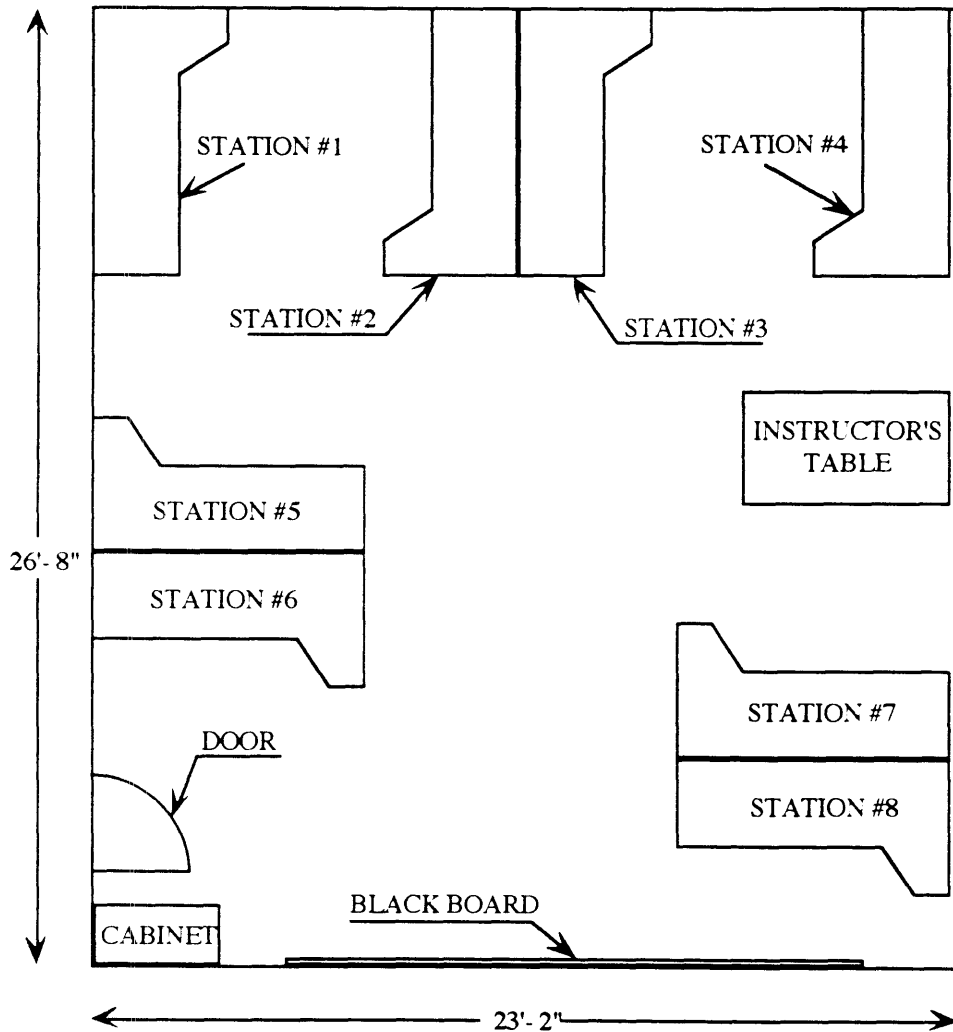 STATION #1
STATION #4
STATION #2
STATION #3
INSTRUCTOR'S
TABLE
STATION #5
26'- 8"
STATION #6
STATION #7
DOOR
STATION #8
BLACK BOARD
CABINET
23'- 2"